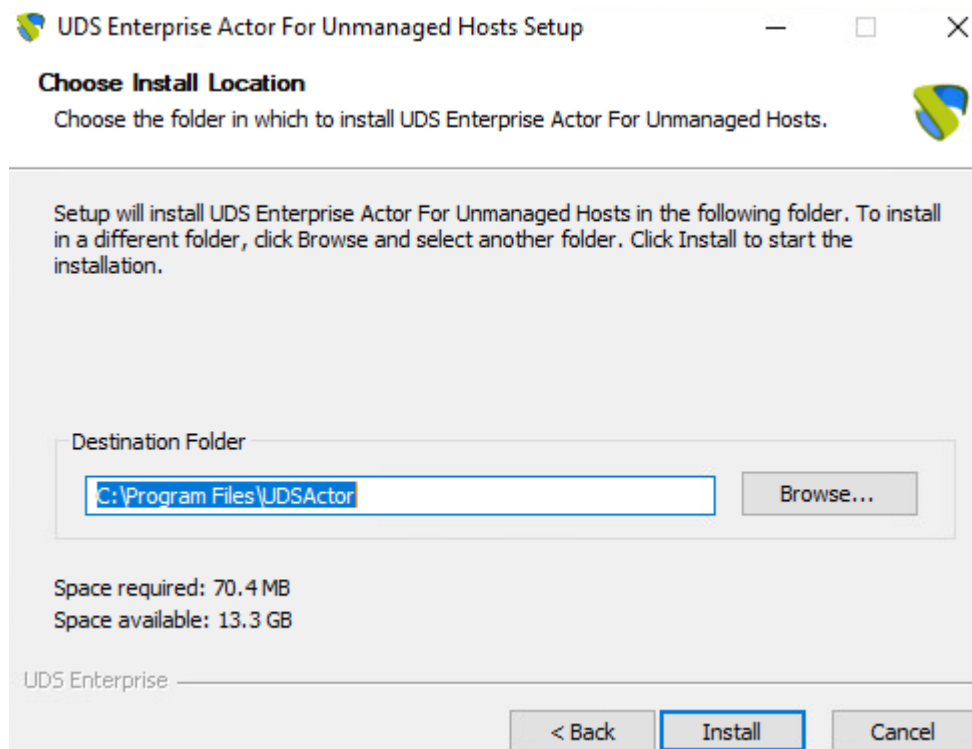 UDS Enterprise Actor For Unmanaged Hosts Setup
Choose Install Location
Choose the folder in which to install UDS Enterprise Actor For Unmanaged Hosts.
Setup will install UDS Enterprise Actor For Unmanaged Hosts in the following folder. To install
in a different folder, click Browse and select another folder. Click Install to start the
installation.
Destination Folder
C:\Program Files\UDSActor
Browse...
Space required: 70.4 MB
Space available: 13.3 GB
UDS Enterprise
< Back
Install
Cancel